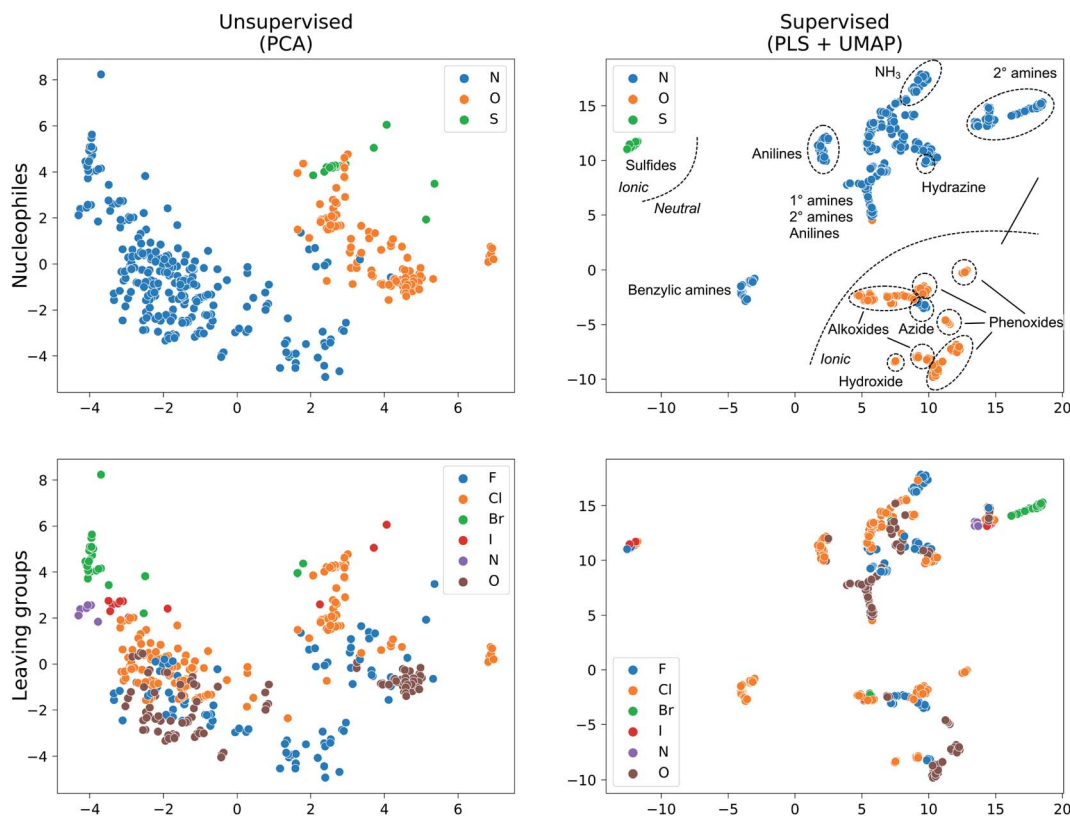 Unsupervised
(PCA)
Supervised
(PLS + UMAP)
Nucleophiles
8
6
4
2
0
−2
−4
−4
−2
0
2
4
6
N
O
S
15
10
5
0
−5
−10
−10
−5
0
5
10
15
20
N
O
S
NH3
2° amines
Anilines
Sulfides
Ionic
Neutral
Hydrazine
1° amines
2° amines
Anilines
Benzylic amines
Alkoxides
Azide
Phenoxides
Ionic
Hydroxide
Leaving groups
8
6
4
2
0
−2
−4
−4
−2
0
2
4
6
F
Cl
Br
I
N
O
15
10
5
0
−5
−10
−10
−5
0
5
10
15
20
F
Cl
Br
I
N
O